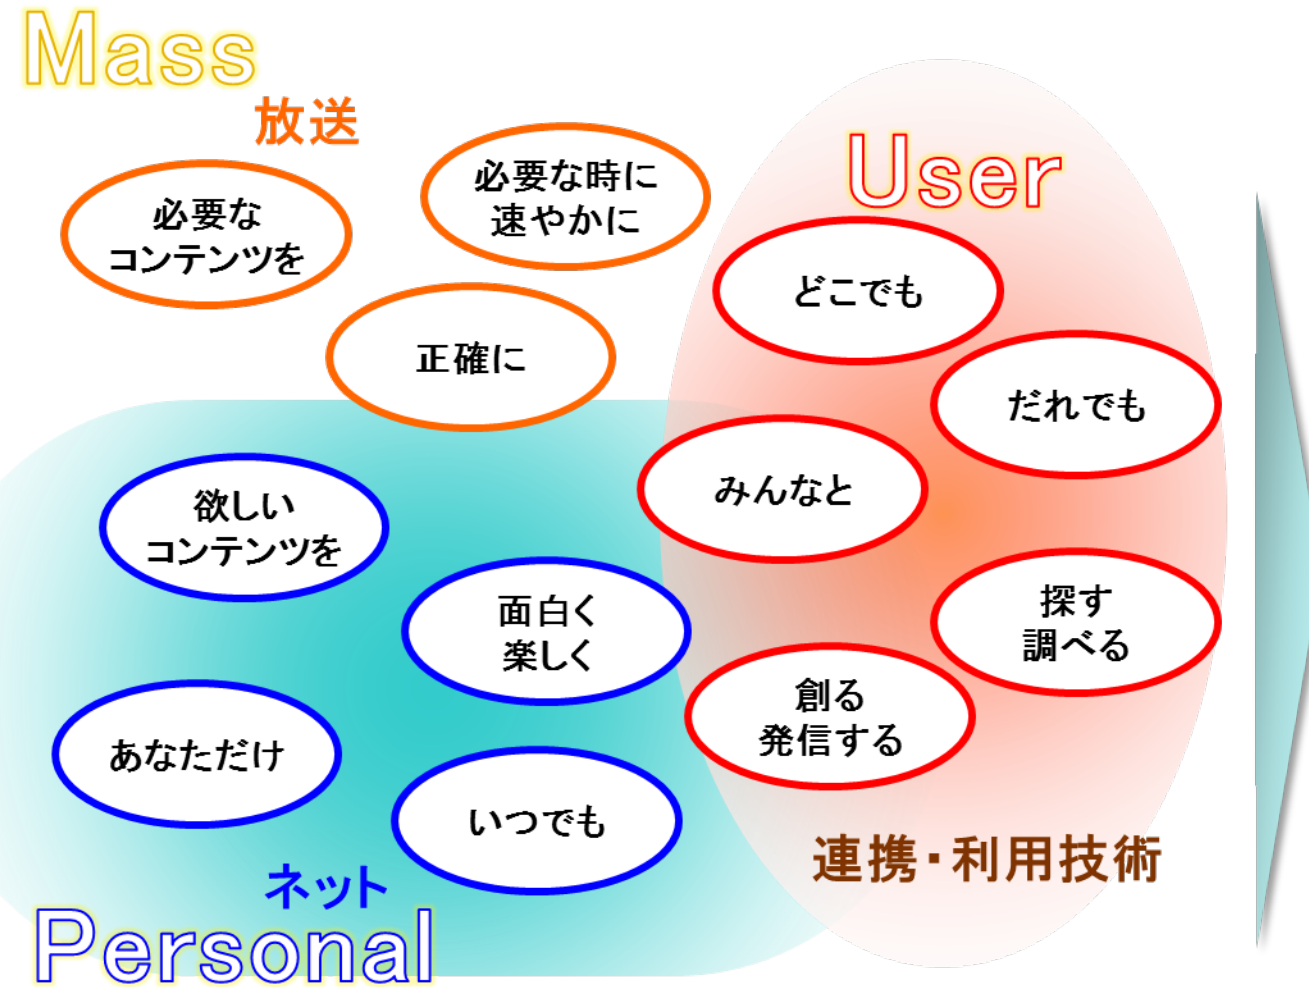 Mass
放送
必要な
コンテンツを
必要な時に
速やかに
正確に
User
どこでも
だれでも
みんなと
探す
調べる
創る
発信する
連携・利用技術
欲しい
コンテンツを
面白く
楽しく
あなただけ
いつでも
ネット
Personal